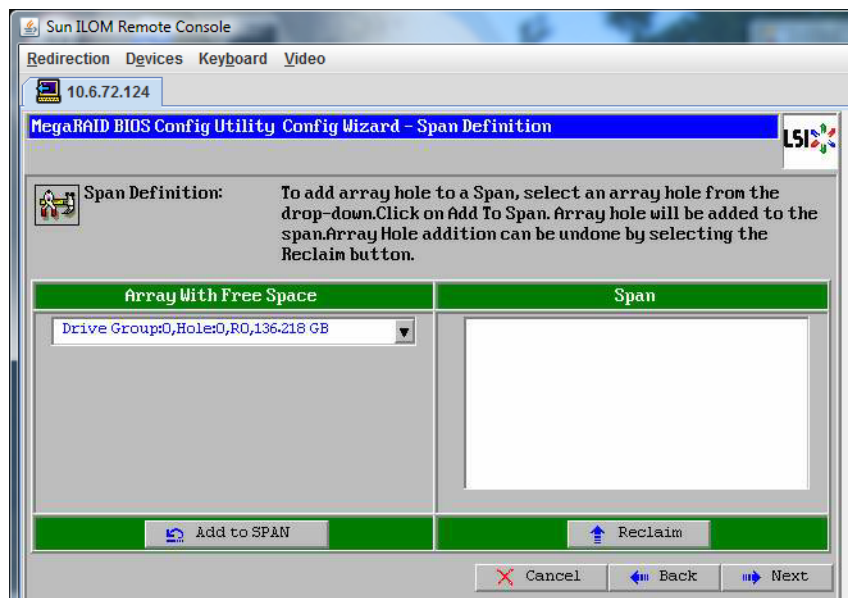 Sun ILOM Remote Console
Redirection Devices Keyboard Video
10.6.72.124
MegaRAID BIOS Config Utility Config Wizard - Span Definition
LSI
Span Definition:
To add array hole to a Span, select an array hole from the
drop-down.Click on Add To Span. Array hole will be added to the
span.Array Hole addition can be undone by selecting the
Reclaim button.
Array With Free Space
Span
Drive Group:0,Hole:0,R0,136.218 GB
Add to SPAN
Reclaim
Cancel
Back
Next